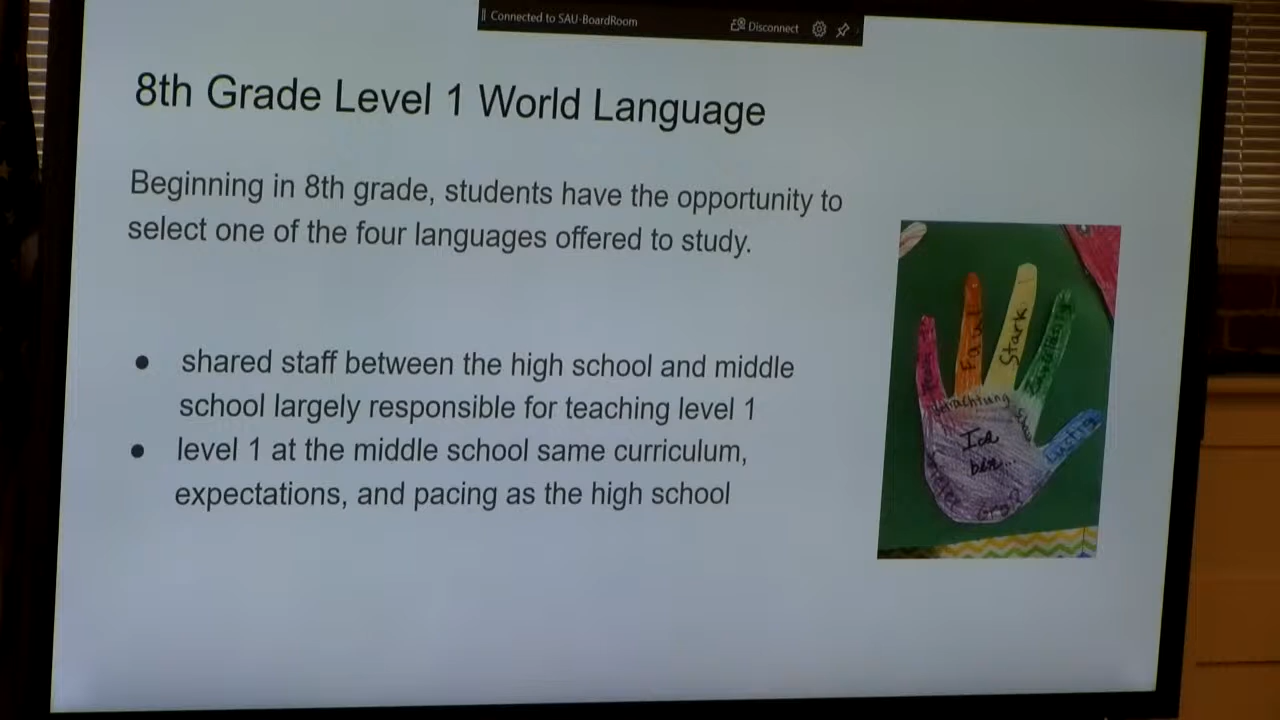 Connected to SAU-BoardRoom
Disconnect
8th Grade Level 1 World Language
Beginning in 8th grade, students have the opportunity to
select one of the four languages offered to study.
● shared staff between the high school and middle
school largely responsible for teaching level 1
● level 1 at the middle school same curriculum,
expectations, and pacing as the high school
Faul
Stark
Ich
bin...
Lustig